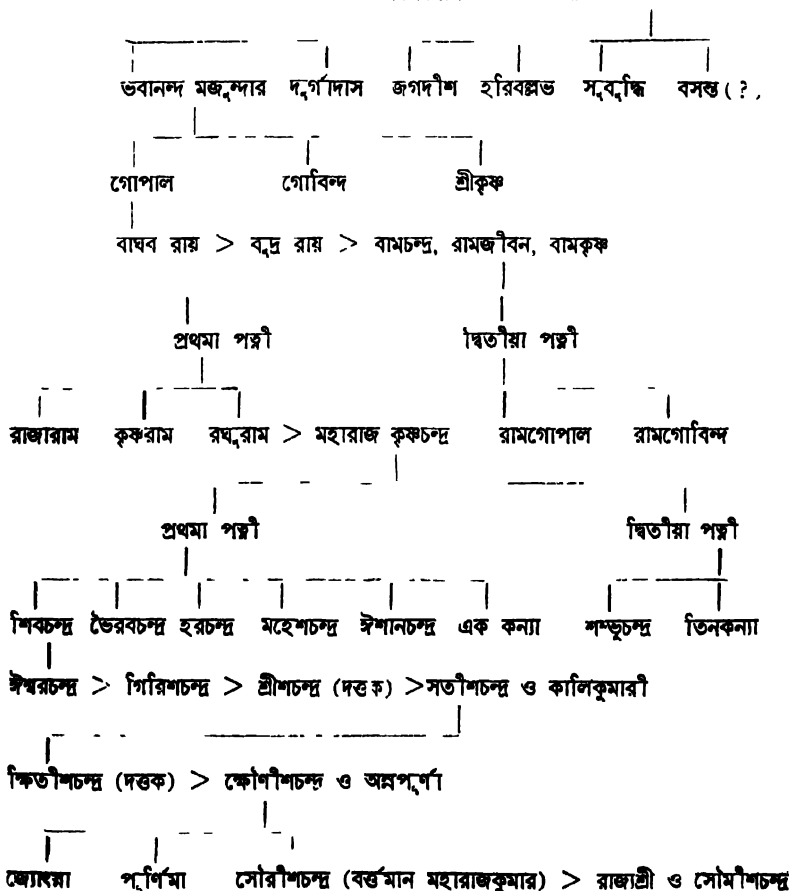 ভবানন্দ মজুন্দার দুর্গাদাস জগদীশ হরিবল্লভ সুবুদ্ধি বসন্ত (?,
গোপাল গোবিন্দ শ্রীকৃষ্ণ
বাঘব রায় > বুদ্র রায় > বামচন্দ্র, রামজীবন, বামকৃষ্ণ
প্রথমা পত্নী দ্বিতীয়া পত্নী
রাজারাম কৃষ্ণরাম রঘুরাম > মহারাজ কৃষ্ণচন্দ্র রামগোপাল রামগোবিন্দ
প্রথমা পত্নী দ্বিতীয়া পত্নী
শিবচন্দ্র ভৈরবচন্দ্র হরচন্দ্র মহেশচন্দ্র ঈশানচন্দ্র এক কন্যা শম্ভুচন্দ্র তিনকন্যা
ঈশ্বরচন্দ্র > গিরিশচন্দ্র > শ্রীশচন্দ্র (দত্তক) >সতীশচন্দ্র ও কালিকুমারী
ক্ষিতীশচন্দ্র (দত্তক) > ক্ষৌণীশচন্দ্র ও অন্নপূর্ণা
জ্যোৎস্না পূর্ণিমা সৌরীশচন্দ্র (বর্ত্তমান মহারাজকুমার) > রাজশ্রী ও সৌমীশচন্দ্র